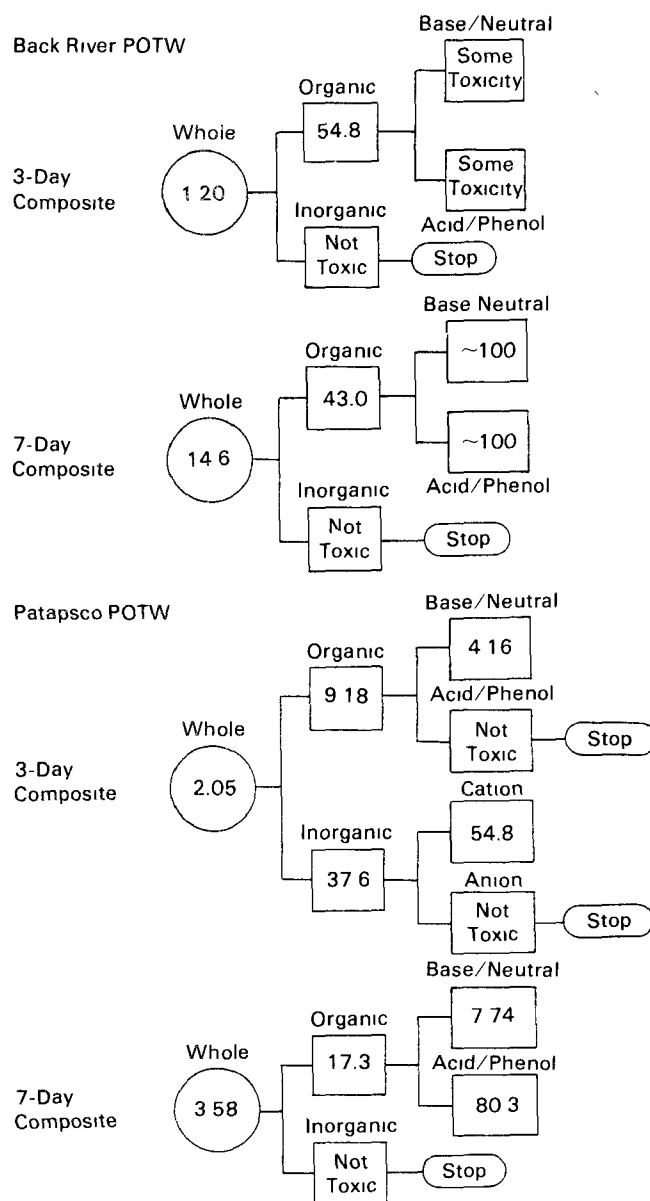 Back River POTW
Base/Neutral
Some
Toxicity
Organic
54.8
Whole
3-Day
Composite
1 20
Some
Toxicity
Acid/Phenol
Inorganic
Not
Toxic
Stop
Base Neutral
~100
Organic
43.0
Whole
7-Day
Composite
14 6
~100
Acid/Phenol
Inorganic
Not
Toxic
Stop
Patapsco POTW
Base/Neutral
4 16
Organic
9 18
Acid/Phenol
Not
Toxic
Stop
Whole
3-Day
Composite
2.05
Cation
54.8
Inorganic
37 6
Anion
Not
Toxic
Stop
Base/Neutral
7 74
Organic
17.3
Acid/Phenol
80 3
Whole
7-Day
Composite
3 58
Inorganic
Not
Toxic
Stop